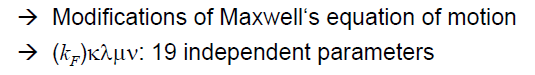 → Modifications of Maxwell‘s equation of motion
→ (k_F)κλμν: 19 independent parameters